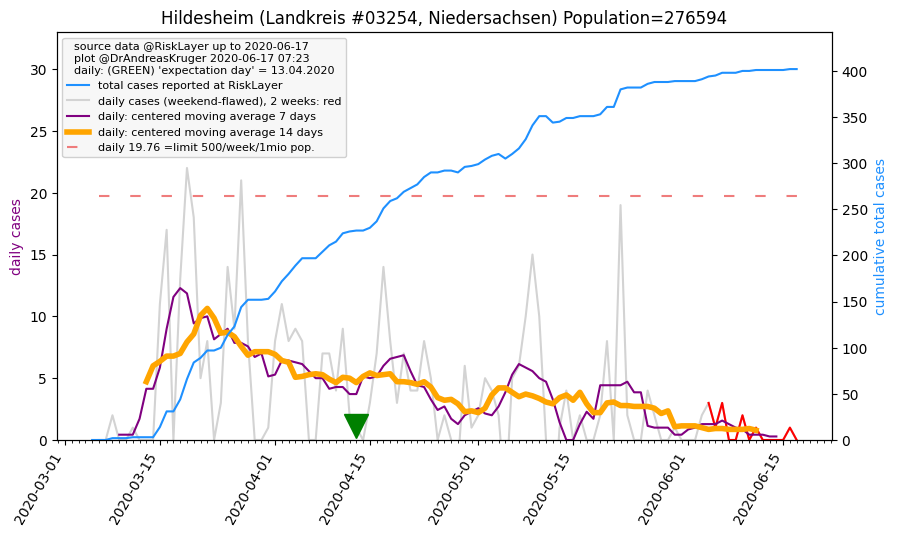 Hildesheim (Landkreis #03254, Niedersachsen) Population=276594
source data @RiskLayer up to 2020-06-17
plot @DrAndreasKruger 2020-06-17 07:23
daily: (GREEN) 'expectation day' = 13.04.2020
total cases reported at RiskLayer
daily cases (weekend-flawed), 2 weeks: red
daily: centered moving average 7 days
daily: centered moving average 14 days
daily 19.76 =limit 500/week/1mio pop.
daily cases
30
25
20
15
10
5
0
cumulative total cases
400
350
300
250
200
150
100
50
0
2020-03-01
2020-03-15
2020-04-01
2020-04-15
2020-05-01
2020-05-15
2020-06-01
2020-06-15